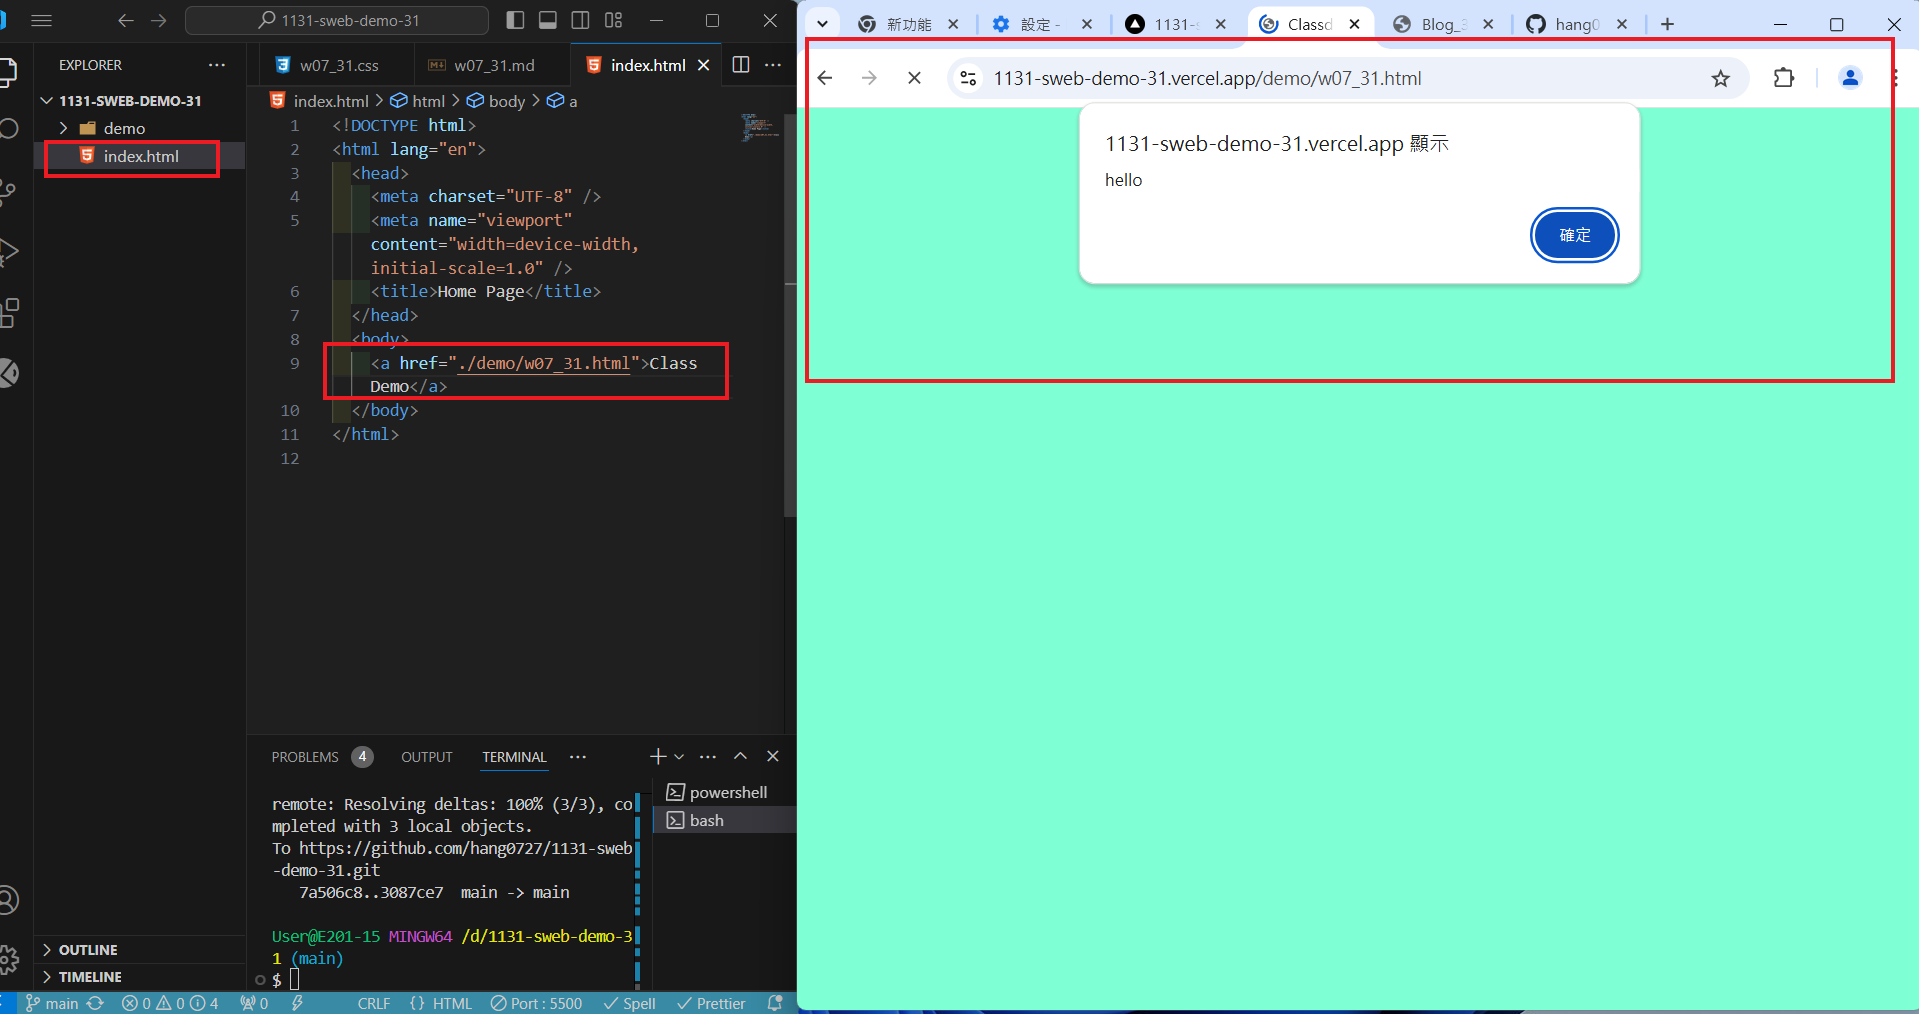 1131-sweb-demo-31
EXPLORER
1131-SWEB-DEMO-31
demo
index.html
w07_31.css
w07_31.md
index.html
index.html > html > body > a
1 <!DOCTYPE html>
2 <html lang="en">
3 <head>
4 <meta charset="UTF-8" />
5 <meta name="viewport"
content="width=device-width,
initial-scale=1.0" />
6 <title>Home Page</title>
7 </head>
8 <body>
9 <a href="./demo/w07_31.html">Class
Demo</a>
10 </body>
11 </html>
12
PROBLEMS 4 OUTPUT TERMINAL
remote: Resolving deltas: 100% (3/3), co
mpleted with 3 local objects.
To https://github.com/hang0727/1131-sweb
-demo-31.git
7a506c8..3087ce7 main -> main
User@E201-15 MINGW64 /d/1131-sweb-demo-3
1 (main)
$
powershell
bash
OUTLINE
TIMELINE
main 0 0 4 0 CRLF {} HTML Port : 5500 Spell Prettier
新功能
設定 -
1131-
Classd
Blog_
hang0
1131-sweb-demo-31.vercel.app/demo/w07_31.html
1131-sweb-demo-31.vercel.app 顯示
hello
確定